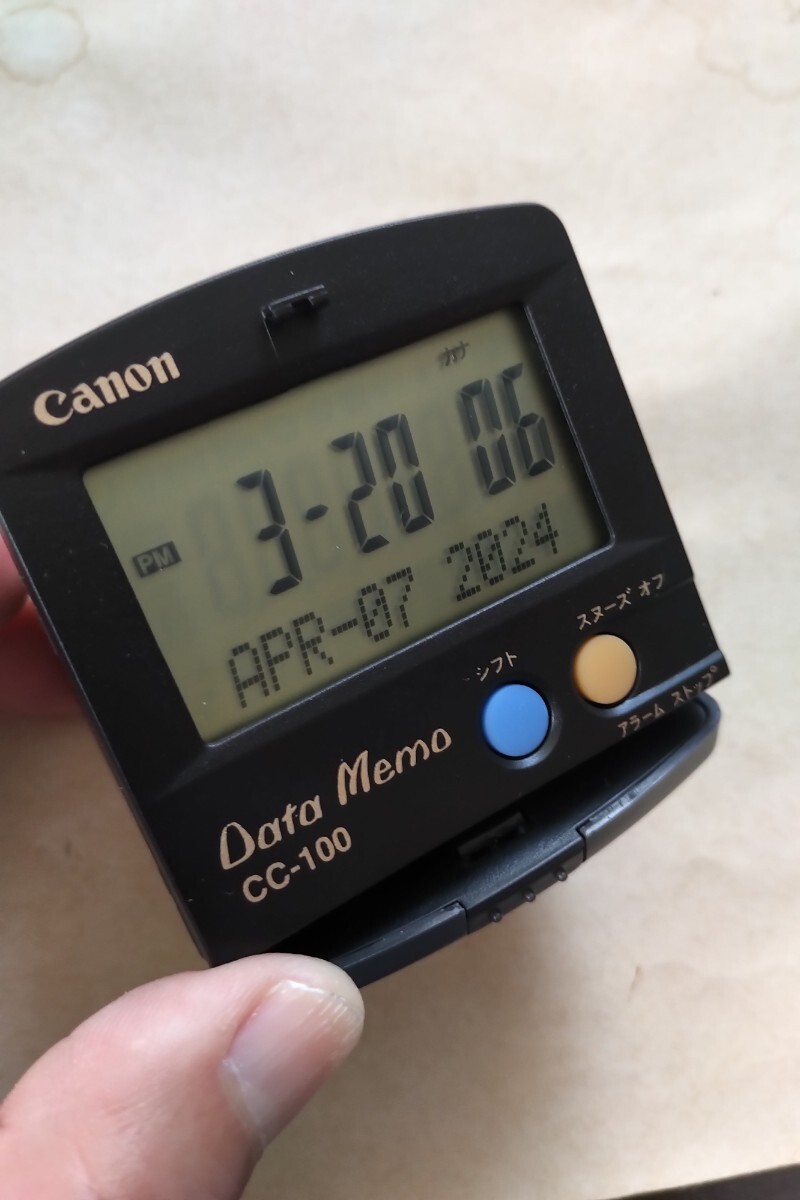 Canon
カナ
PM 3-20 06
APR-07 2024
シフト
スヌーズ オフ
アラーム ストップ
Data Memo
CC-100